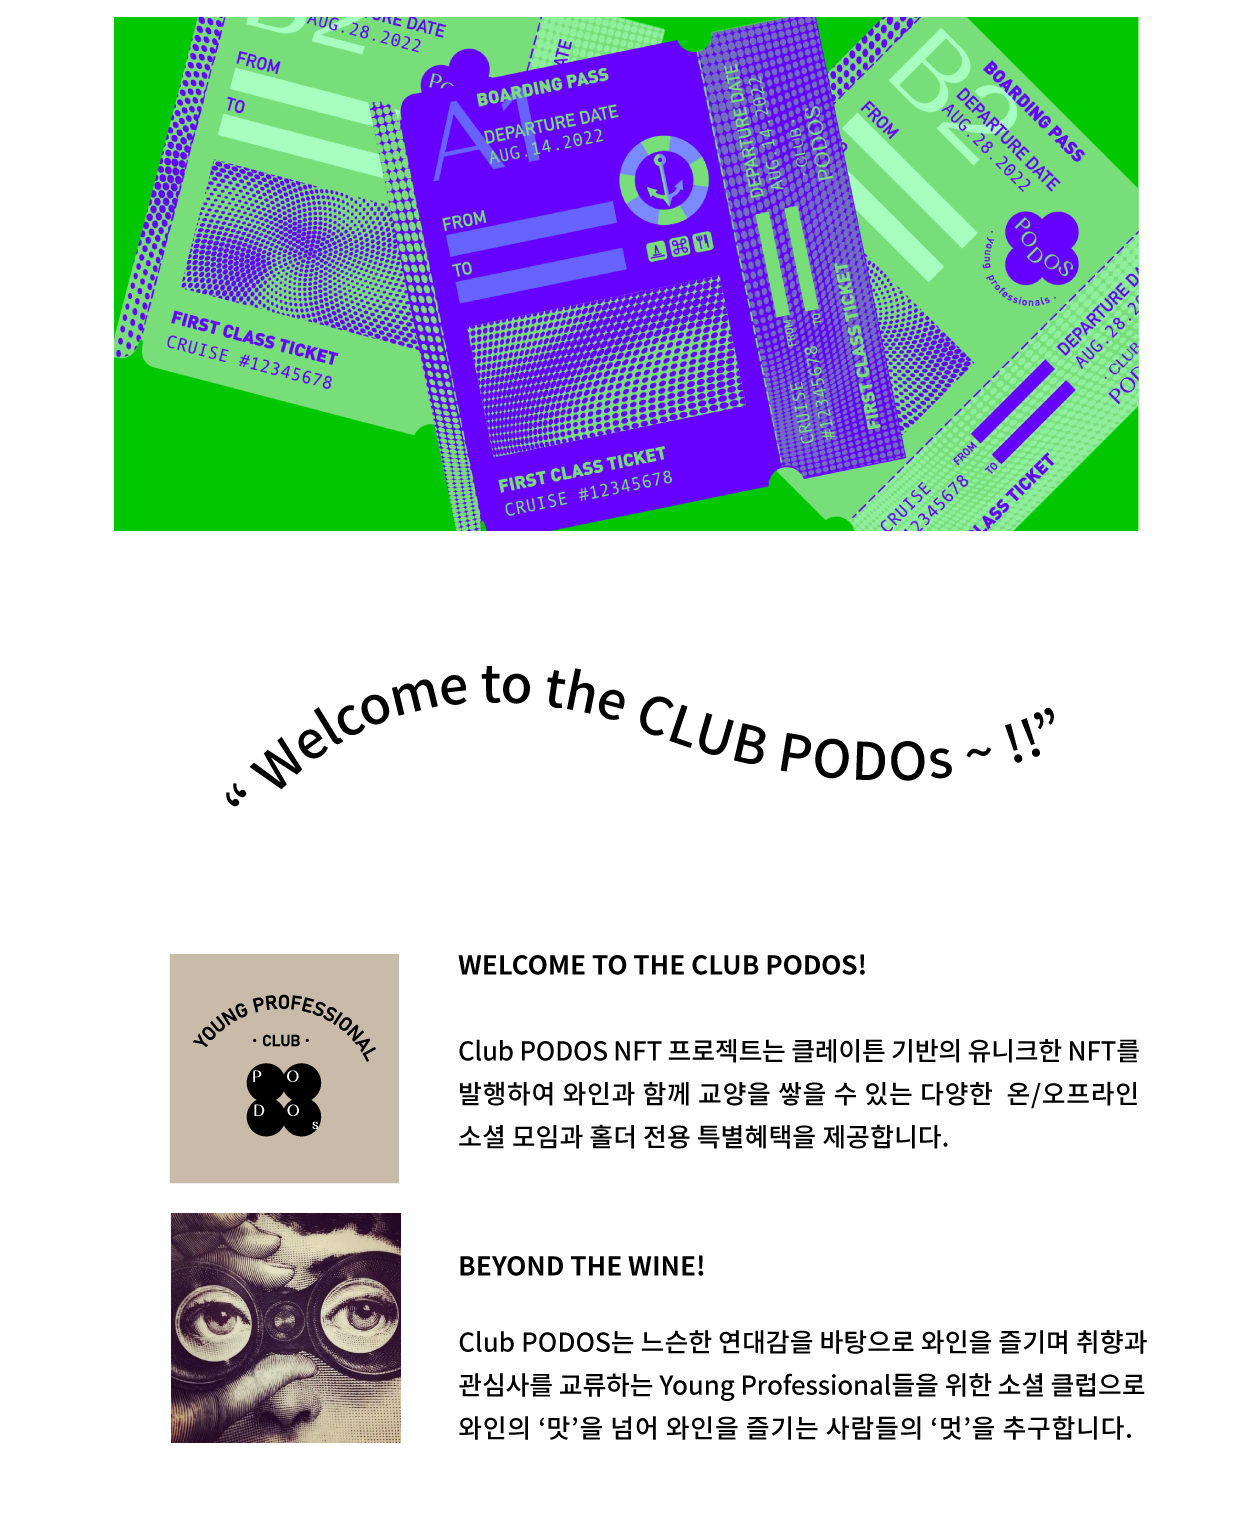 B2
AUG.28.2022
FROM
TO
FIRST CLASS TICKET
CRUISE #12345678
A1
BOARDING PASS
DEPARTURE DATE
AUG.14.2022
FROM
TO
FIRST CLASS TICKET
CRUISE #12345678
DEPARTURE DATE
AUG.14.2022
·CLUB
PODOS
FROM
TO
CRUISE
#12345678
FIRST CLASS TICKET
B2
BOARDING PASS
DEPARTURE DATE
AUG.28.2022
FROM
PODOS
· young professionals ·
DEPARTURE
AUG.28.
· CLUB
FROM
TO
CRUISE
12345678
TICKET
“ Welcome to the CLUB PODOs ~ !!”
YOUNG PROFESSIONAL
· CLUB ·
P O
D O s
WELCOME TO THE CLUB PODOS!
Club PODOS NFT 프로젝트는 클레이튼 기반의 유니크한 NFT를
발행하여 와인과 함께 교양을 쌓을 수 있는 다양한 온/오프라인
소셜 모임과 홀더 전용 특별혜택을 제공합니다.
BEYOND THE WINE!
Club PODOS는 느슨한 연대감을 바탕으로 와인을 즐기며 취향과
관심사를 교류하는 Young Professional들을 위한 소셜 클럽으로
와인의 ‘맛’을 넘어 와인을 즐기는 사람들의 ‘멋’을 추구합니다.